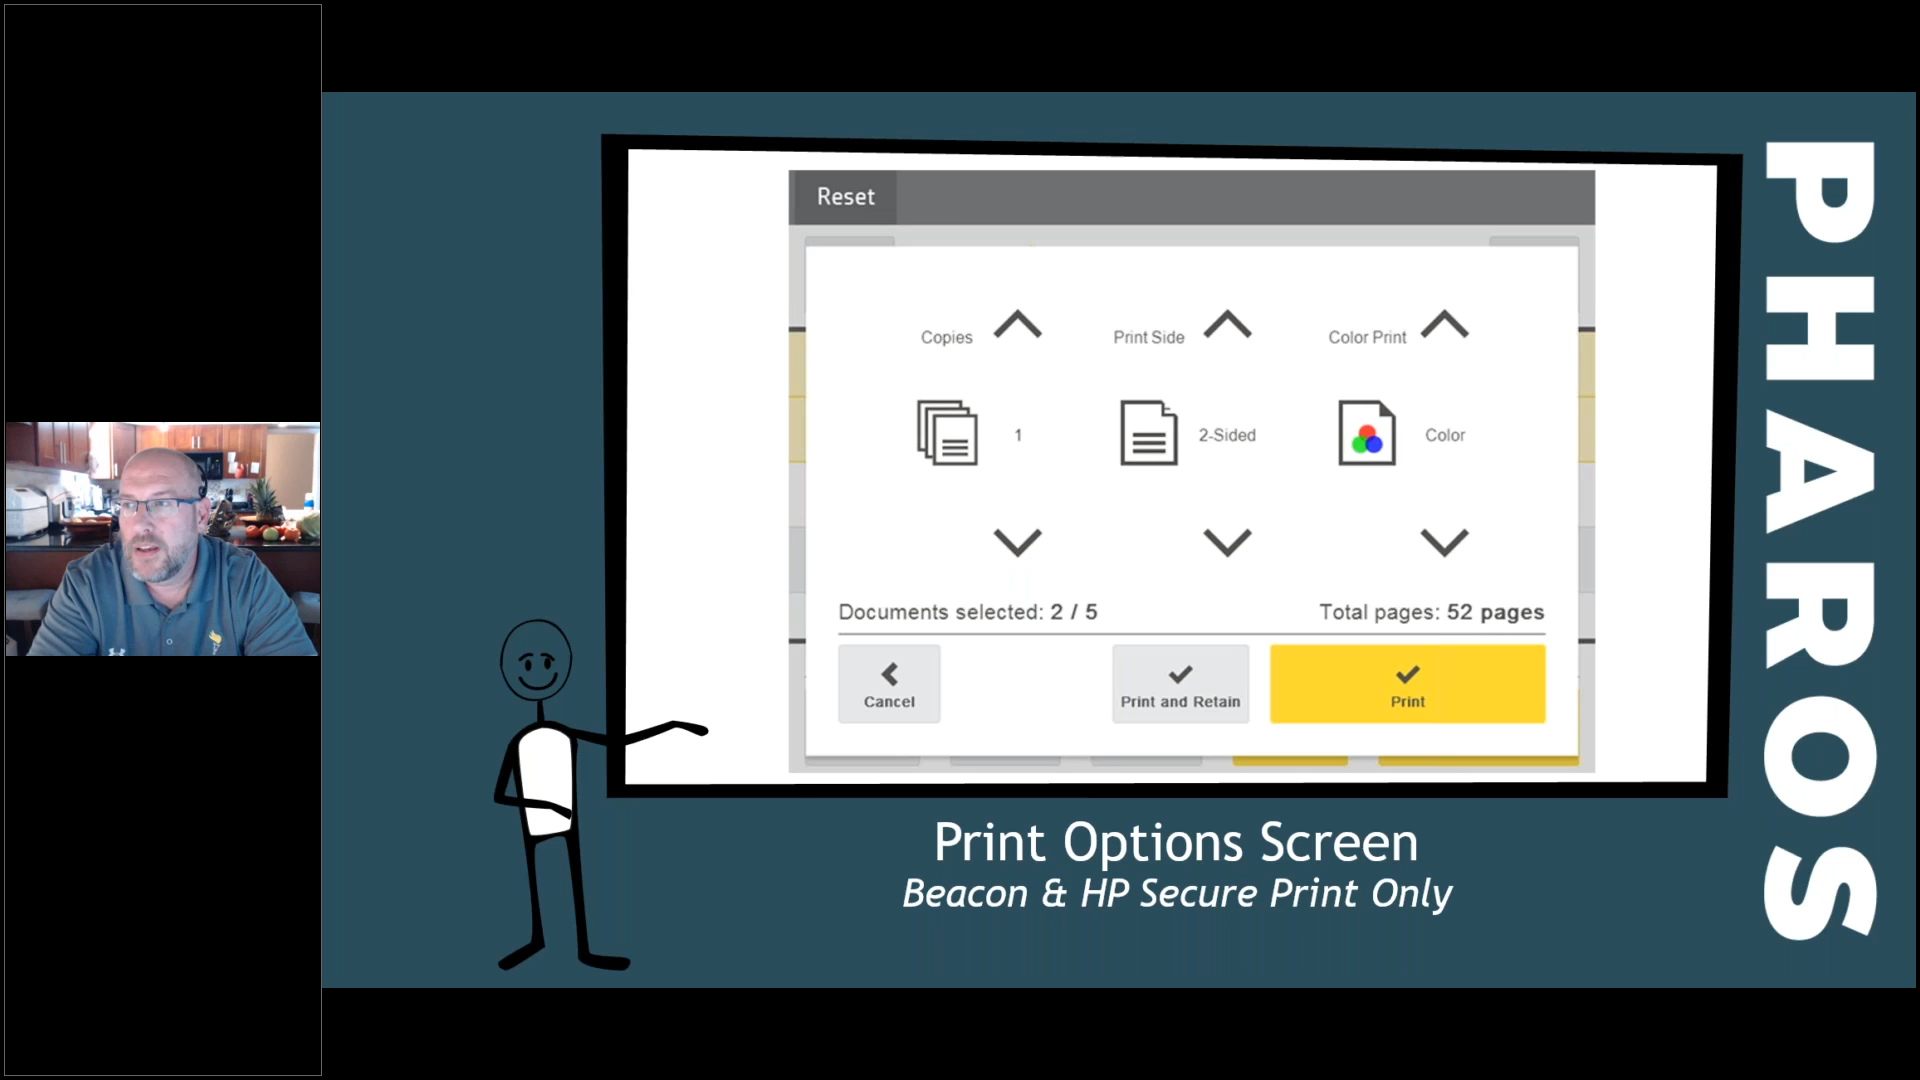 Reset
Copies
Print Side
Color Print
1
2-Sided
Color
Documents selected: 2 / 5
Total pages: 52 pages
Cancel
Print and Retain
Print
Print Options Screen
Beacon & HP Secure Print Only
PHAROS